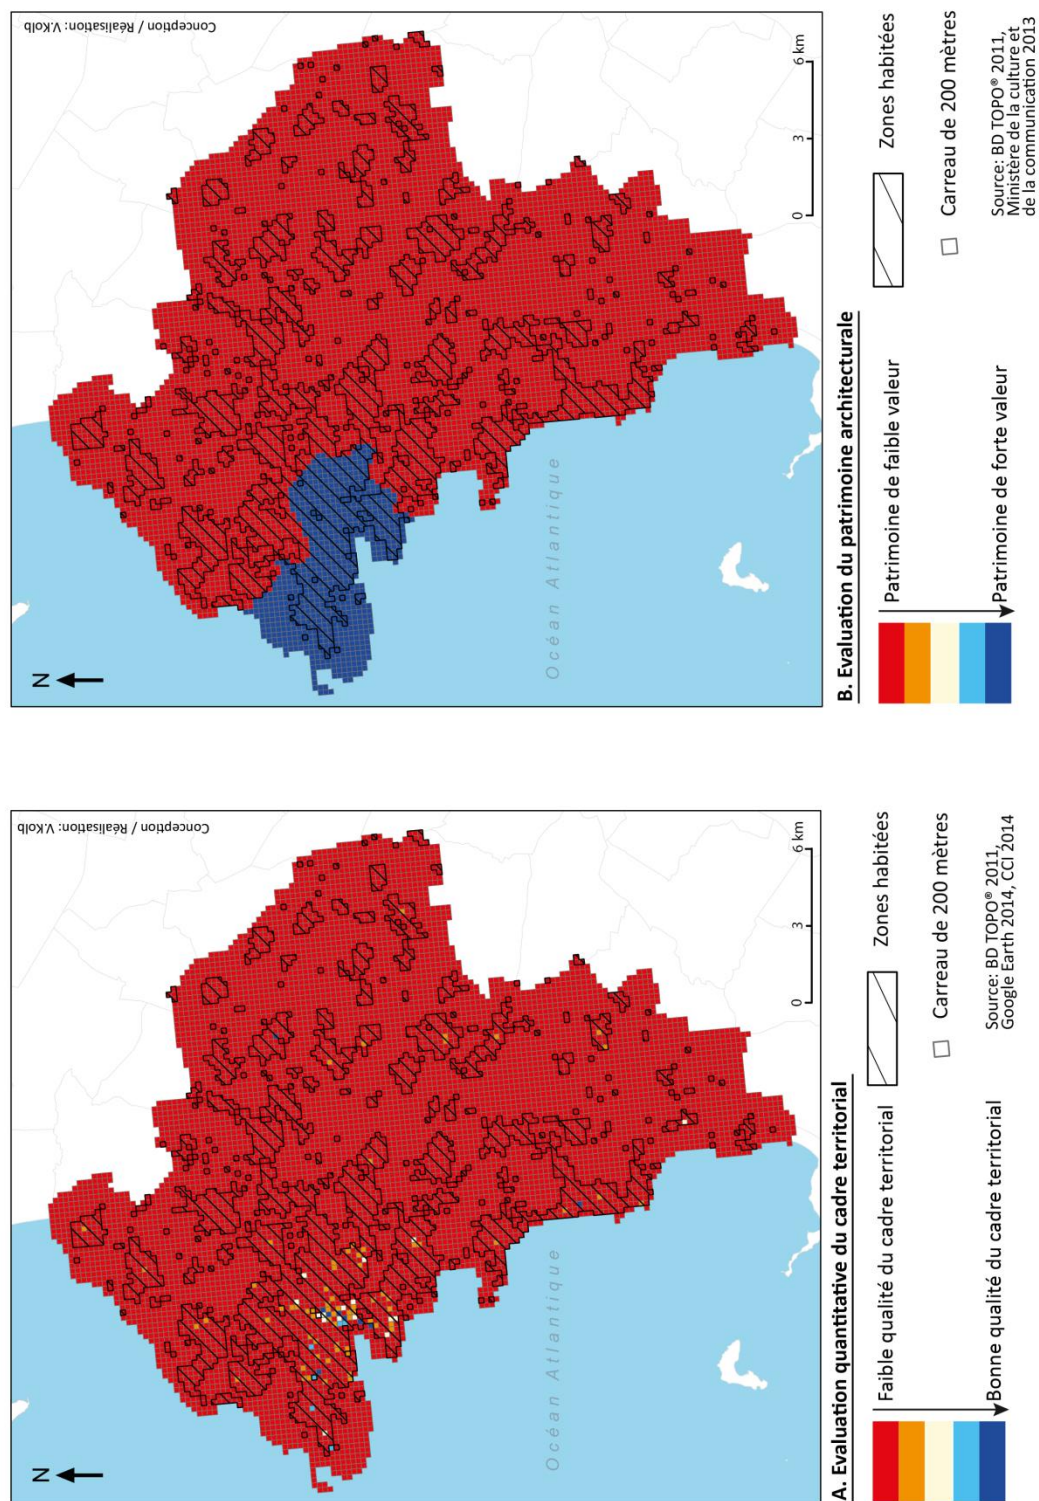 A. Evaluation quantitative du cadre territorial
N
Conception / Réalisation: V.Kolb
Océan Atlantique
0 3 6 km
Faible qualité du cadre territorial
Bonne qualité du cadre territorial
Zones habitées
Carreau de 200 mètres
Source: BD TOPO® 2011,
Google Earth 2014, CCI 2014
B. Evaluation du patrimoine architecturale
N
Conception / Réalisation: V.Kolb
Océan Atlantique
0 3 6 km
Patrimoine de faible valeur
Patrimoine de forte valeur
Zones habitées
Carreau de 200 mètres
Source: BD TOPO® 2011,
Ministère de la culture et
de la communication 2013